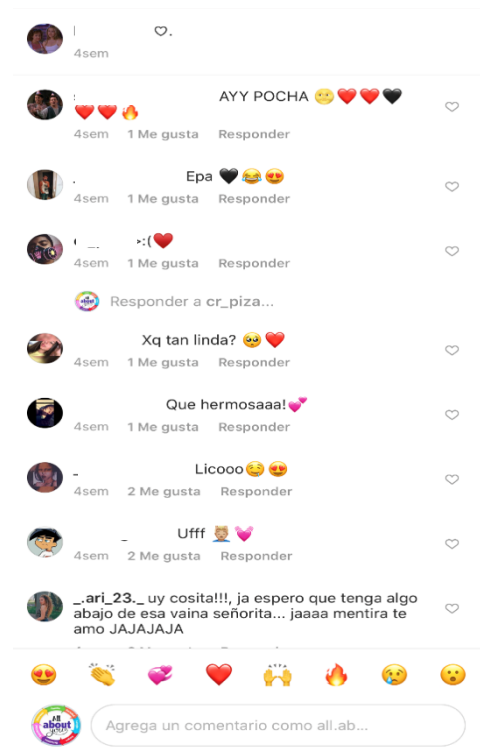 4sem
AYY POCHA 🌝❤️❤️🖤
❤️❤️🔥
4sem 1 Me gusta Responder
Epa 🖤😂😍
4sem 1 Me gusta Responder
>:(❤️
4sem 1 Me gusta Responder
Responder a cr_piza...
Xq tan linda? 🥺❤️
4sem 1 Me gusta Responder
Que hermosaaa!💕
4sem 1 Me gusta Responder
Licooo🤤😍
4sem 2 Me gusta Responder
Ufff 💆🏼💓
4sem 2 Me gusta Responder
_.ari_23._ uy cosita!!!, ja espero que tenga algo
abajo de esa vaina señorita... jaaaa mentira te
amo JAJAJAJA
All about you
Agrega un comentario como all.ab...